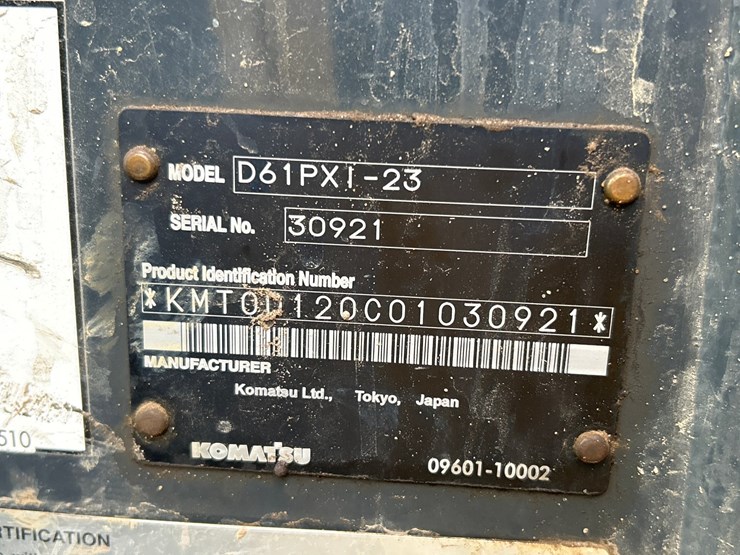 MODEL D61PXI-23
SERIAL No. 30921
Product Identification Number
*KMT0D120C01030921*
MANUFACTURER
Komatsu Ltd., Tokyo, Japan
KOMATSU 09601-10002
510
RTIFICATION